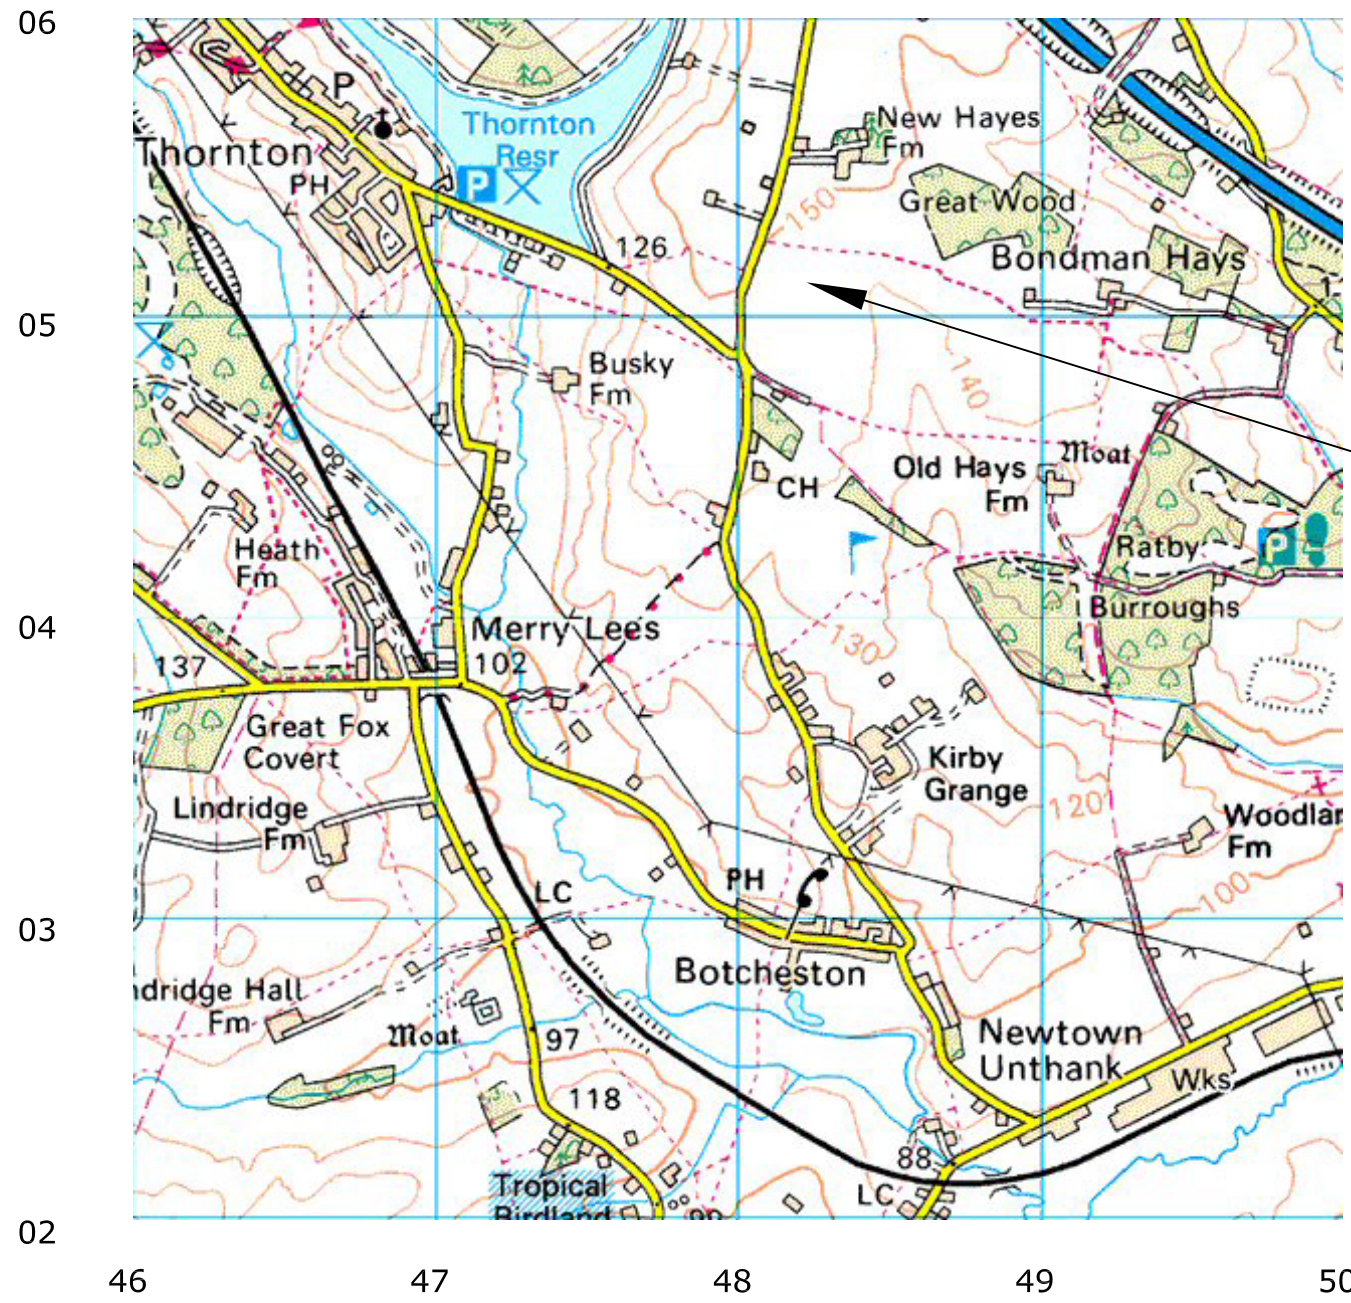 06
P
Thornton
Resr
New Hayes
Fm
Thornton
PH
P
Great Wood
150
126
Bondman Hays
05
Busky
Fm
140
Moat
Old Hays
Fm
CH
Heath
Fm
Ratby
P
Burroughs
04
Merry Lees
137
102
130
Great Fox
Covert
Kirby
Grange
Lindridge
Fm
120
Woodlan
Fm
PH
LC
100
03
Botcheston
ndridge Hall
Fm
Moat
97
Newtown
Unthank
Wks
118
88
Tropical
Birdland
LC
02
46
47
48
49
50